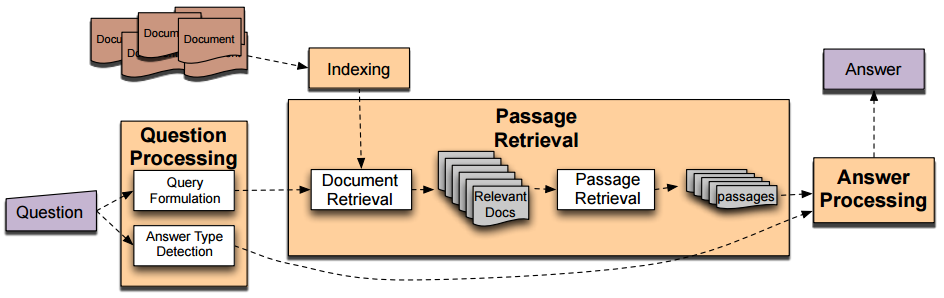 Docu
Docum
Document
Indexing
Answer
Passage
Retrieval
Question
Processing
Query
Formulation
Answer Type
Detection
Question
Document
Retrieval
Relevant
Docs
Passage
Retrieval
passages
Answer
Processing